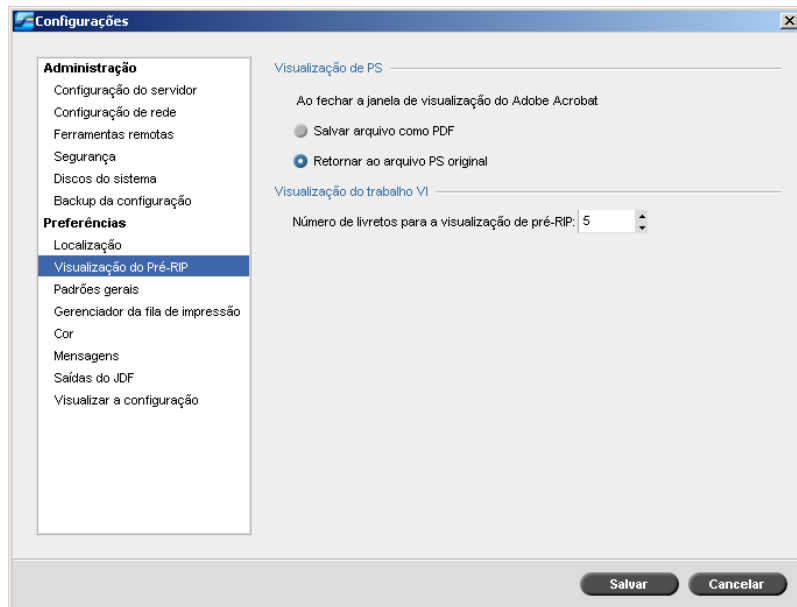 Configurações
Administração
Configuração do servidor
Configuração de rede
Ferramentas remotas
Segurança
Discos do sistema
Backup da configuração
Preferências
Localização
Visualização do Pré-RIP
Padrões gerais
Gerenciador da fila de impressão
Cor
Mensagens
Saídas do JDF
Visualizar a configuração
Visualização de PS
Ao fechar a janela de visualização do Adobe Acrobat
Salvar arquivo como PDF
Retornar ao arquivo PS original
Visualização do trabalho VI
Número de livretos para a visualização de pré-RIP: 5
Salvar Cancelar